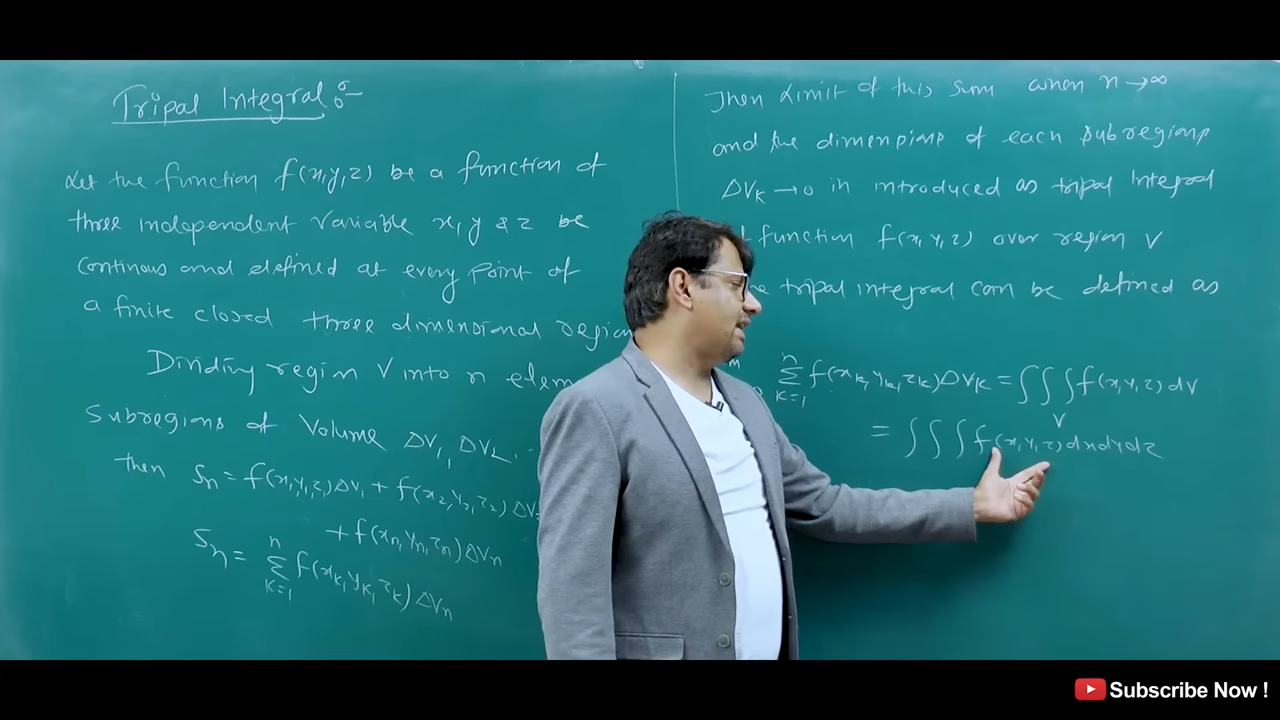 Tripal Integral :-
Let the function f(x,y,z) be a function of
three independent variable x, y & z be
continous and defined at every point of
a finite closed three dimensional region
Dividing region V into n elem
Subregions of Volume ΔV₁, ΔV₂, ..
then Sₙ = f(x₁,y₁,z₁)ΔV₁ + f(x₂,y₂,z₂)ΔV₂
+ f(xₙ,yₙ,zₙ)ΔVₙ
Sₙ = n Σ k=1 f(xₖ,yₖ,zₖ)ΔVₙ
Then Limit of this sum when n→∞
and the dimensions of each subregions
ΔVₖ→0 in introduced as tripal Integral
function f(x,y,z) over region V
tripal integral can be defined as
n Σ k=1 f(xₖ,yₖ,zₖ)ΔVₖ = ∫∫∫ f(x,y,z)dV
V
= ∫∫∫ f(x,y,z)dxdydz
Subscribe Now !